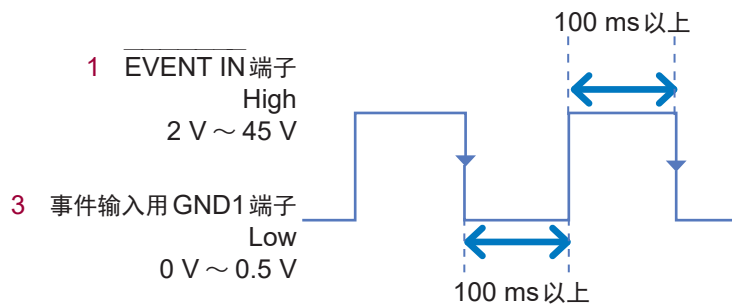 100 ms以上
1 EVENT IN端子
High
2 V ～ 45 V
3 事件输入用GND1端子
Low
0 V ～ 0.5 V
100 ms以上